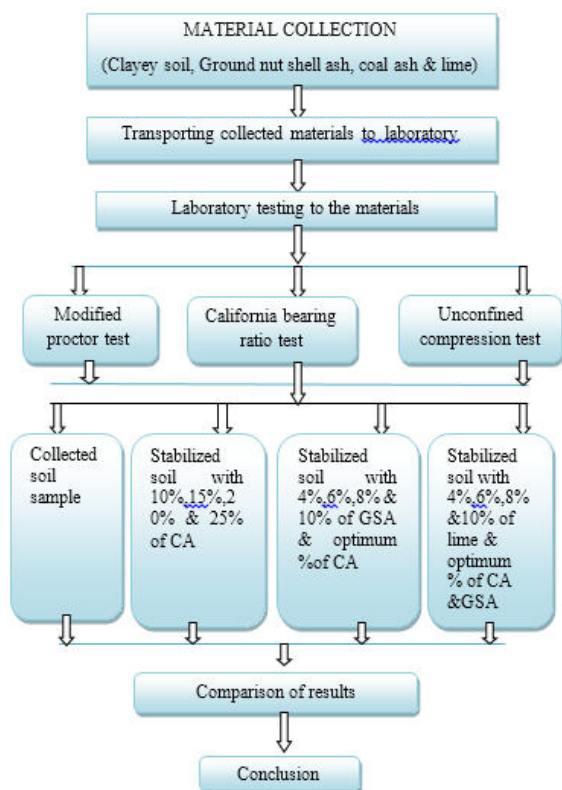 MATERIAL COLLECTION
(Clayey soil, Ground nut shell ash, coal ash & lime)
Transporting collected materials to laboratory
Laboratory testing to the materials
Modified
proctor test
California bearing
ratio test
Unconfined
compression test
Collected
soil
sample
Stabilized
soil with
10%,15%,2
0% & 25%
of CA
Stabilized
soil with
4%,6%,8% &
10% of GSA
& optimum
%of CA
Stabilized
soil with
4%,6%,8%
&10% of
lime &
optimum
% of CA
&GSA
Comparison of results
Conclusion